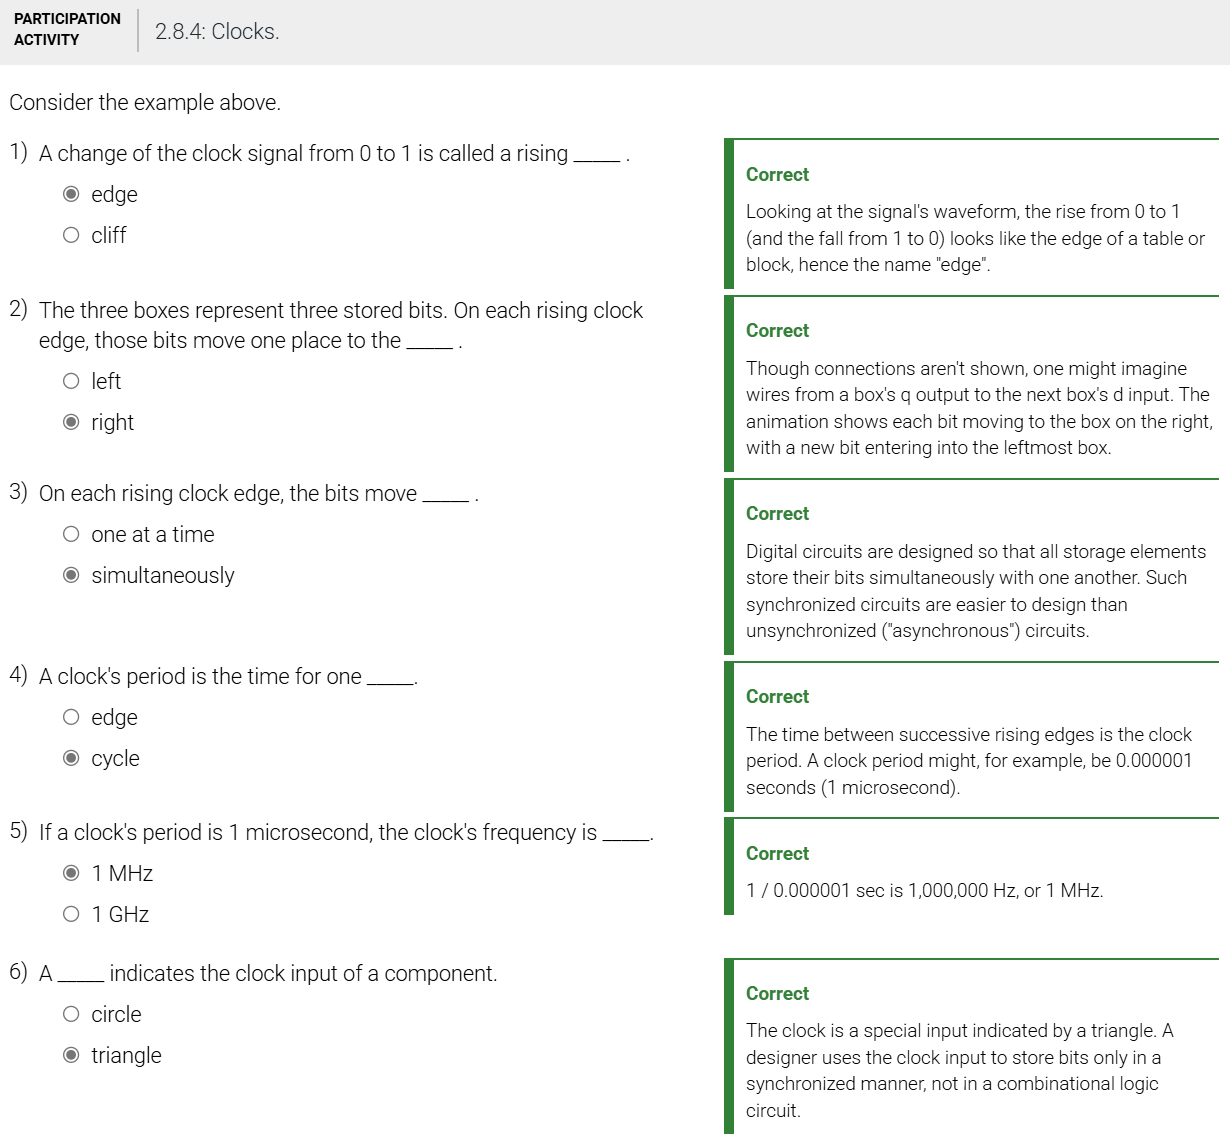 PARTICIPATION
ACTIVITY
2.8.4: Clocks.
Consider the example above.
1) A change of the clock signal from 0 to 1 is called a rising _____ .
edge
cliff
Correct
Looking at the signal's waveform, the rise from 0 to 1
(and the fall from 1 to 0) looks like the edge of a table or
block, hence the name "edge".
2) The three boxes represent three stored bits. On each rising clock
edge, those bits move one place to the _____ .
left
right
Correct
Though connections aren't shown, one might imagine
wires from a box's q output to the next box's d input. The
animation shows each bit moving to the box on the right,
with a new bit entering into the leftmost box.
3) On each rising clock edge, the bits move _____ .
one at a time
simultaneously
Correct
Digital circuits are designed so that all storage elements
store their bits simultaneously with one another. Such
synchronized circuits are easier to design than
unsynchronized ("asynchronous") circuits.
4) A clock's period is the time for one _____.
edge
cycle
Correct
The time between successive rising edges is the clock
period. A clock period might, for example, be 0.000001
seconds (1 microsecond).
5) If a clock's period is 1 microsecond, the clock's frequency is _____.
1 MHz
1 GHz
Correct
1 / 0.000001 sec is 1,000,000 Hz, or 1 MHz.
6) A _____ indicates the clock input of a component.
circle
triangle
Correct
The clock is a special input indicated by a triangle. A
designer uses the clock input to store bits only in a
synchronized manner, not in a combinational logic
circuit.